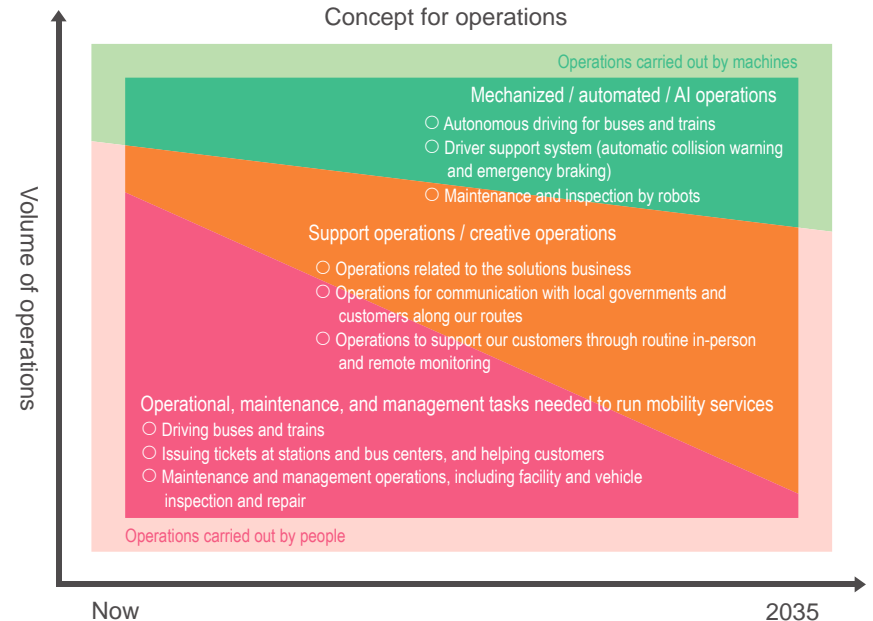 Concept for operations
Operations carried out by machines
Mechanized / automated / AI operations
○ Autonomous driving for buses and trains
○ Driver support system (automatic collision warning
and emergency braking)
○ Maintenance and inspection by robots
Support operations / creative operations
○ Operations related to the solutions business
○ Operations for communication with local governments and
customers along our routes
○ Operations to support our customers through routine in-person
and remote monitoring
Operational, maintenance, and management tasks needed to run mobility services
○ Driving buses and trains
○ Issuing tickets at stations and bus centers, and helping customers
○ Maintenance and management operations, including facility and vehicle
inspection and repair
Operations carried out by people
Volume of operations
Now
2035